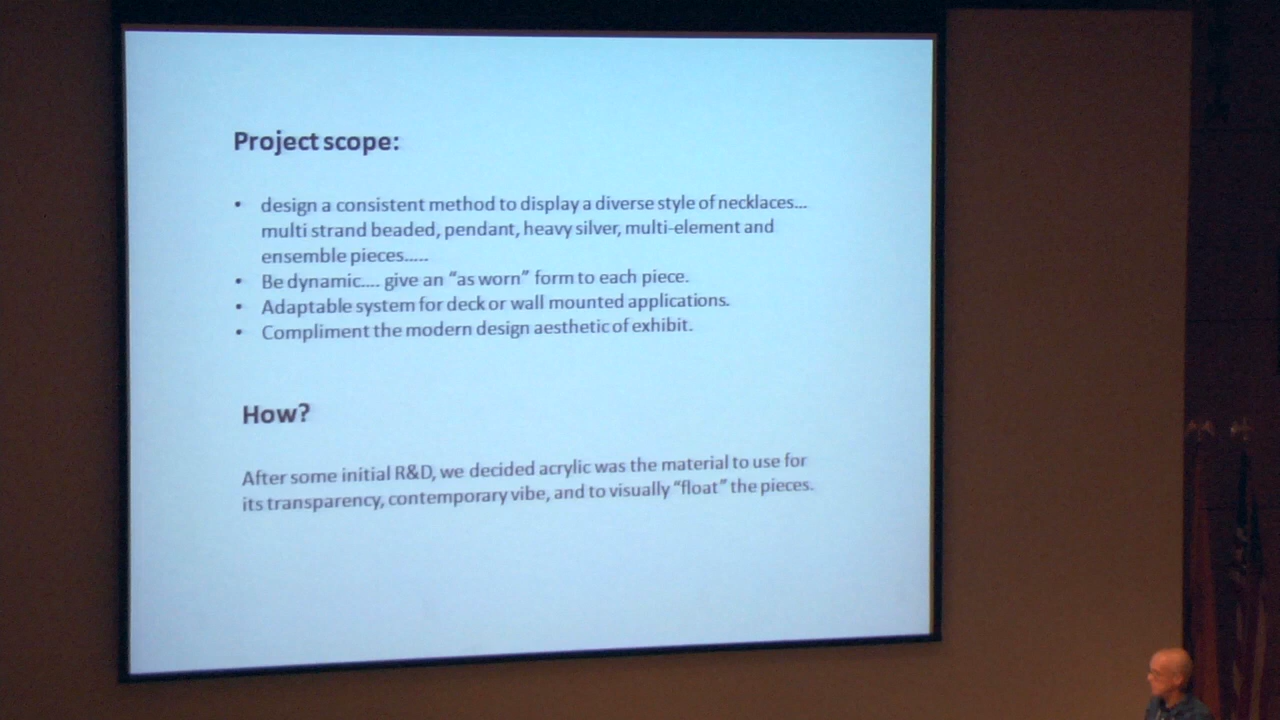 Project scope:
• design a consistent method to display a diverse style of necklaces...
multi strand beaded, pendant, heavy silver, multi-element and
ensemble pieces.....
• Be dynamic.... give an “as worn” form to each piece.
• Adaptable system for deck or wall mounted applications.
• Compliment the modern design aesthetic of exhibit.
How?
After some initial R&D, we decided acrylic was the material to use for
its transparency, contemporary vibe, and to visually “float” the pieces.